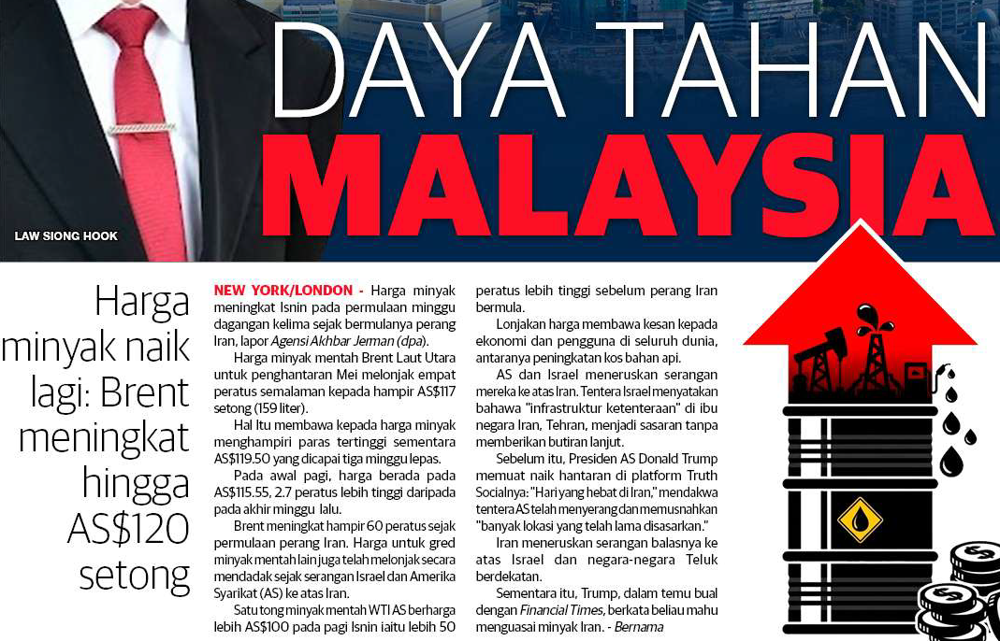 DAYA TAHAN
MALAYSIA
LAW SIONG HOOK
Harga
minyak naik
lagi: Brent
meningkat
hingga
AS$120
setong
NEW YORK/LONDON - Harga minyak
meningkat Isnin pada permulaan minggu
dagangan kelima sejak bermulanya perang
Iran, lapor Agensi Akhbar Jerman (dpa).
Harga minyak mentah Brent Laut Utara
untuk penghantaran Mei melonjak empat
peratus semalaman kepada hampir AS$117
setong (159 liter).
Hal Itu membawa kepada harga minyak
menghampiri paras tertinggi sementara
AS$119.50 yang dicapai tiga minggu lepas.
Pada awal pagi, harga berada pada
AS$115.55, 2.7 peratus lebih tinggi daripada
pada akhir minggu lalu.
Brent meningkat hampir 60 peratus sejak
permulaan perang Iran. Harga untuk gred
minyak mentah lain juga telah melonjak secara
mendadak sejak serangan Israel dan Amerika
Syarikat (AS) ke atas Iran.
Satu tong minyak mentah WTI AS berharga
lebih AS$100 pada pagi Isnin iaitu lebih 50
peratus lebih tinggi sebelum perang Iran
bermula.
Lonjakan harga membawa kesan kepada
ekonomi dan pengguna di seluruh dunia,
antaranya peningkatan kos bahan api.
AS dan Israel meneruskan serangan
mereka ke atas Iran. Tentera Israel menyatakan
bahawa "infrastruktur ketenteraan" di ibu
negara Iran, Tehran, menjadi sasaran tanpa
memberikan butiran lanjut.
Sebelum itu, Presiden AS Donald Trump
memuat naik hantaran di platform Truth
Socialnya: "Hari yang hebat di Iran," mendakwa
tentera AS telah menyerang dan memusnahkan
"banyak lokasi yang telah lama disasarkan."
Iran meneruskan serangan balasnya ke
atas Israel dan negara-negara Teluk
berdekatan.
Sementara itu, Trump, dalam temu bual
dengan Financial Times, berkata beliau mahu
menguasai minyak Iran. - Bernama